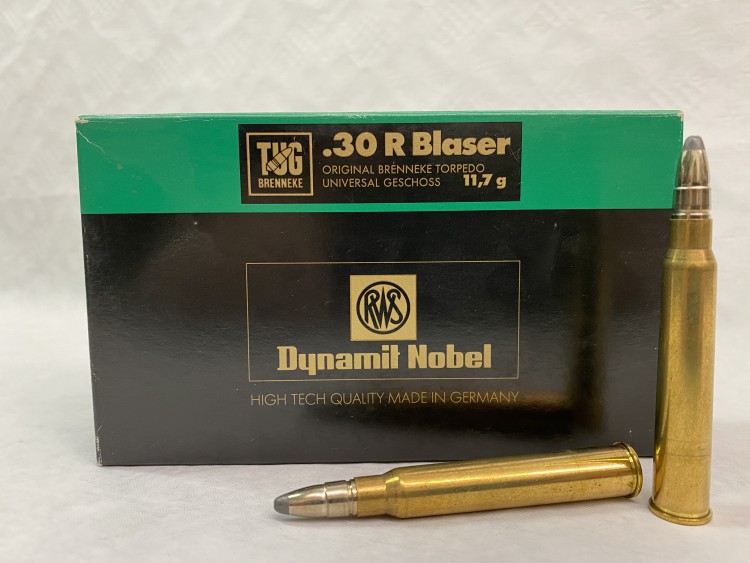 TUG
BRENNEKE
.30 R Blaser
ORIGINAL BRENNEKE TORPEDO
UNIVERSAL GESCHOSS 11,7 g
RWS
Dynamit Nobel
HIGH TECH QUALITY MADE IN GERMANY